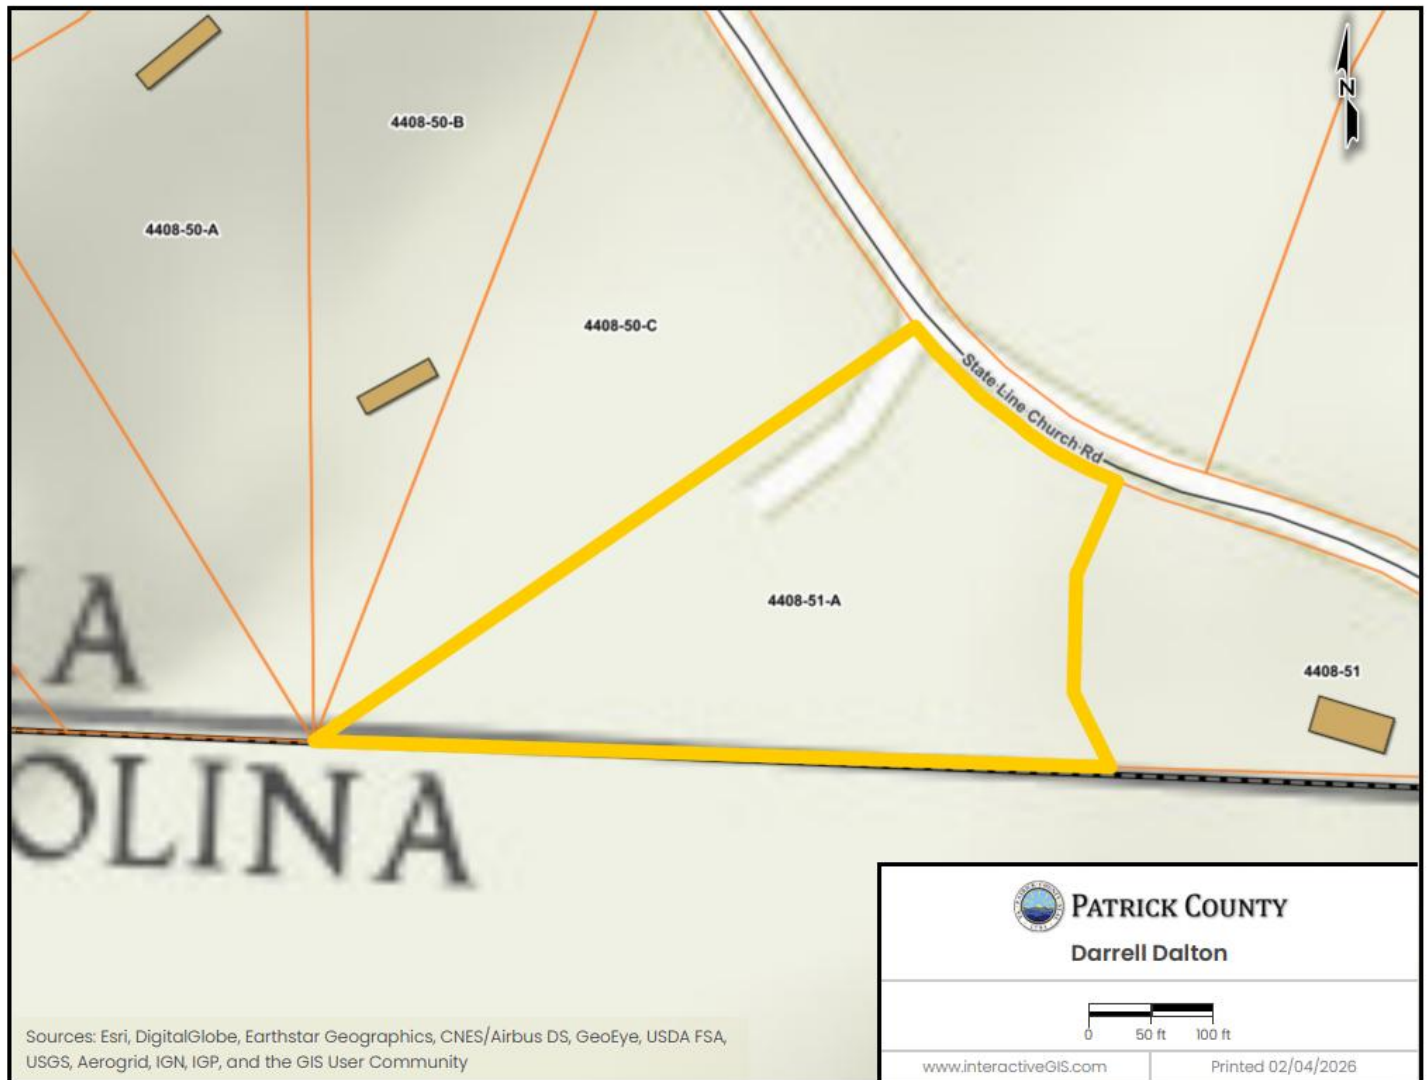 N
4408-50-B
4408-50-A
4408-50-C
State Line Church Rd
4408-51-A
4408-51
IA
OLINA
PATRICK COUNTY
Darrell Dalton
0 50 ft 100 ft
Sources: Esri, DigitalGlobe, Earthstar Geographics, CNES/Airbus DS, GeoEye, USDA FSA,
USGS, Aerogrid, IGN, IGP, and the GIS User Community
www.interactiveGIS.com Printed 02/04/2026